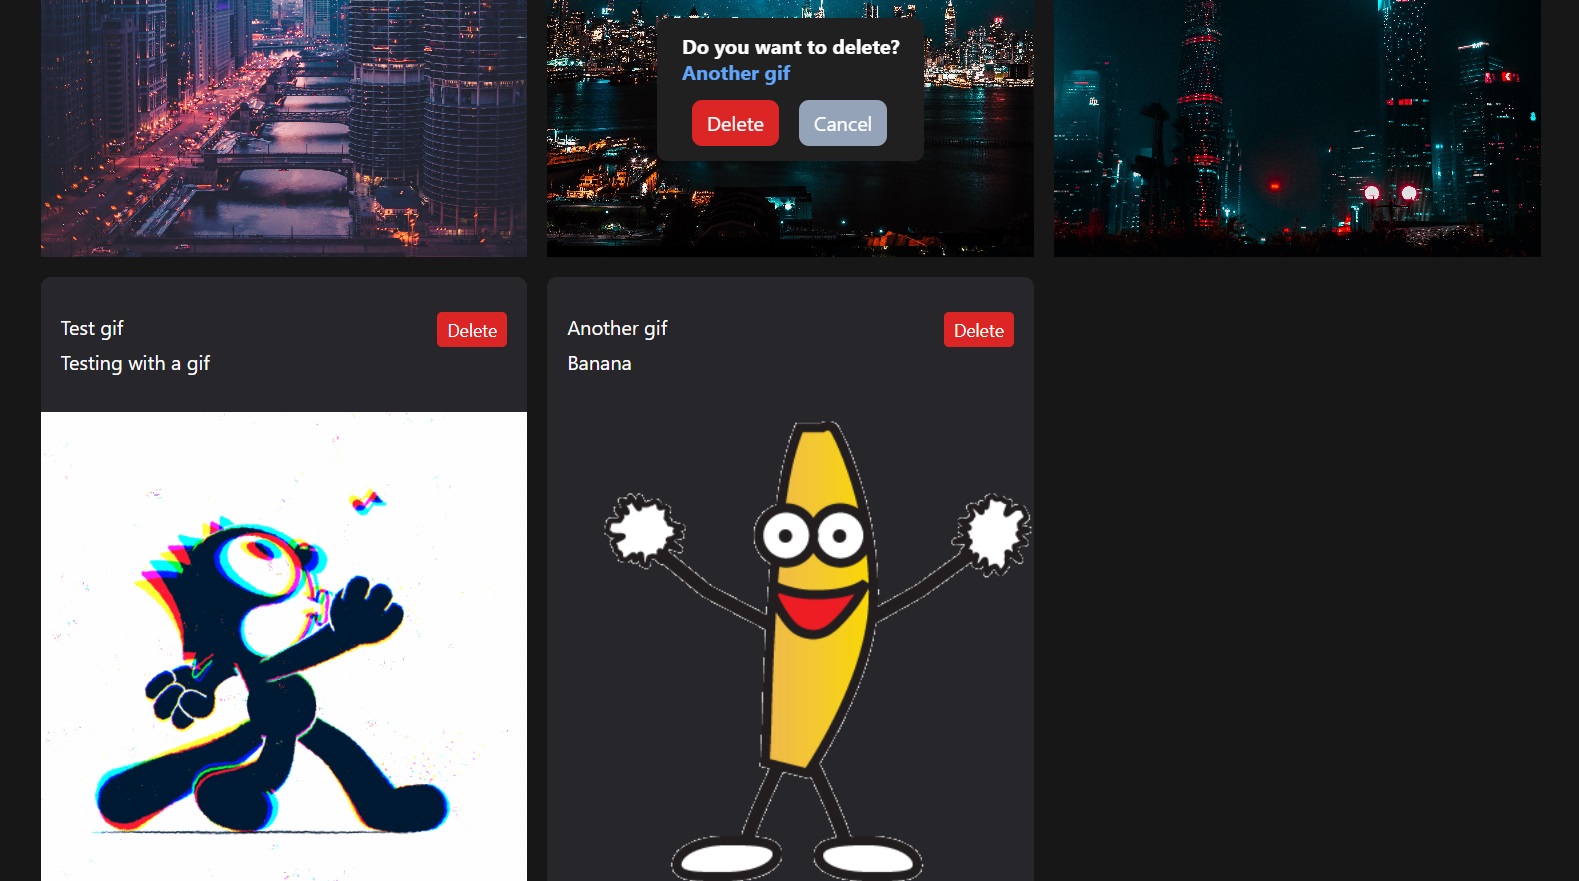 Do you want to delete?
Another gif
Delete
Cancel
Test gif
Delete
Testing with a gif
Another gif
Delete
Banana